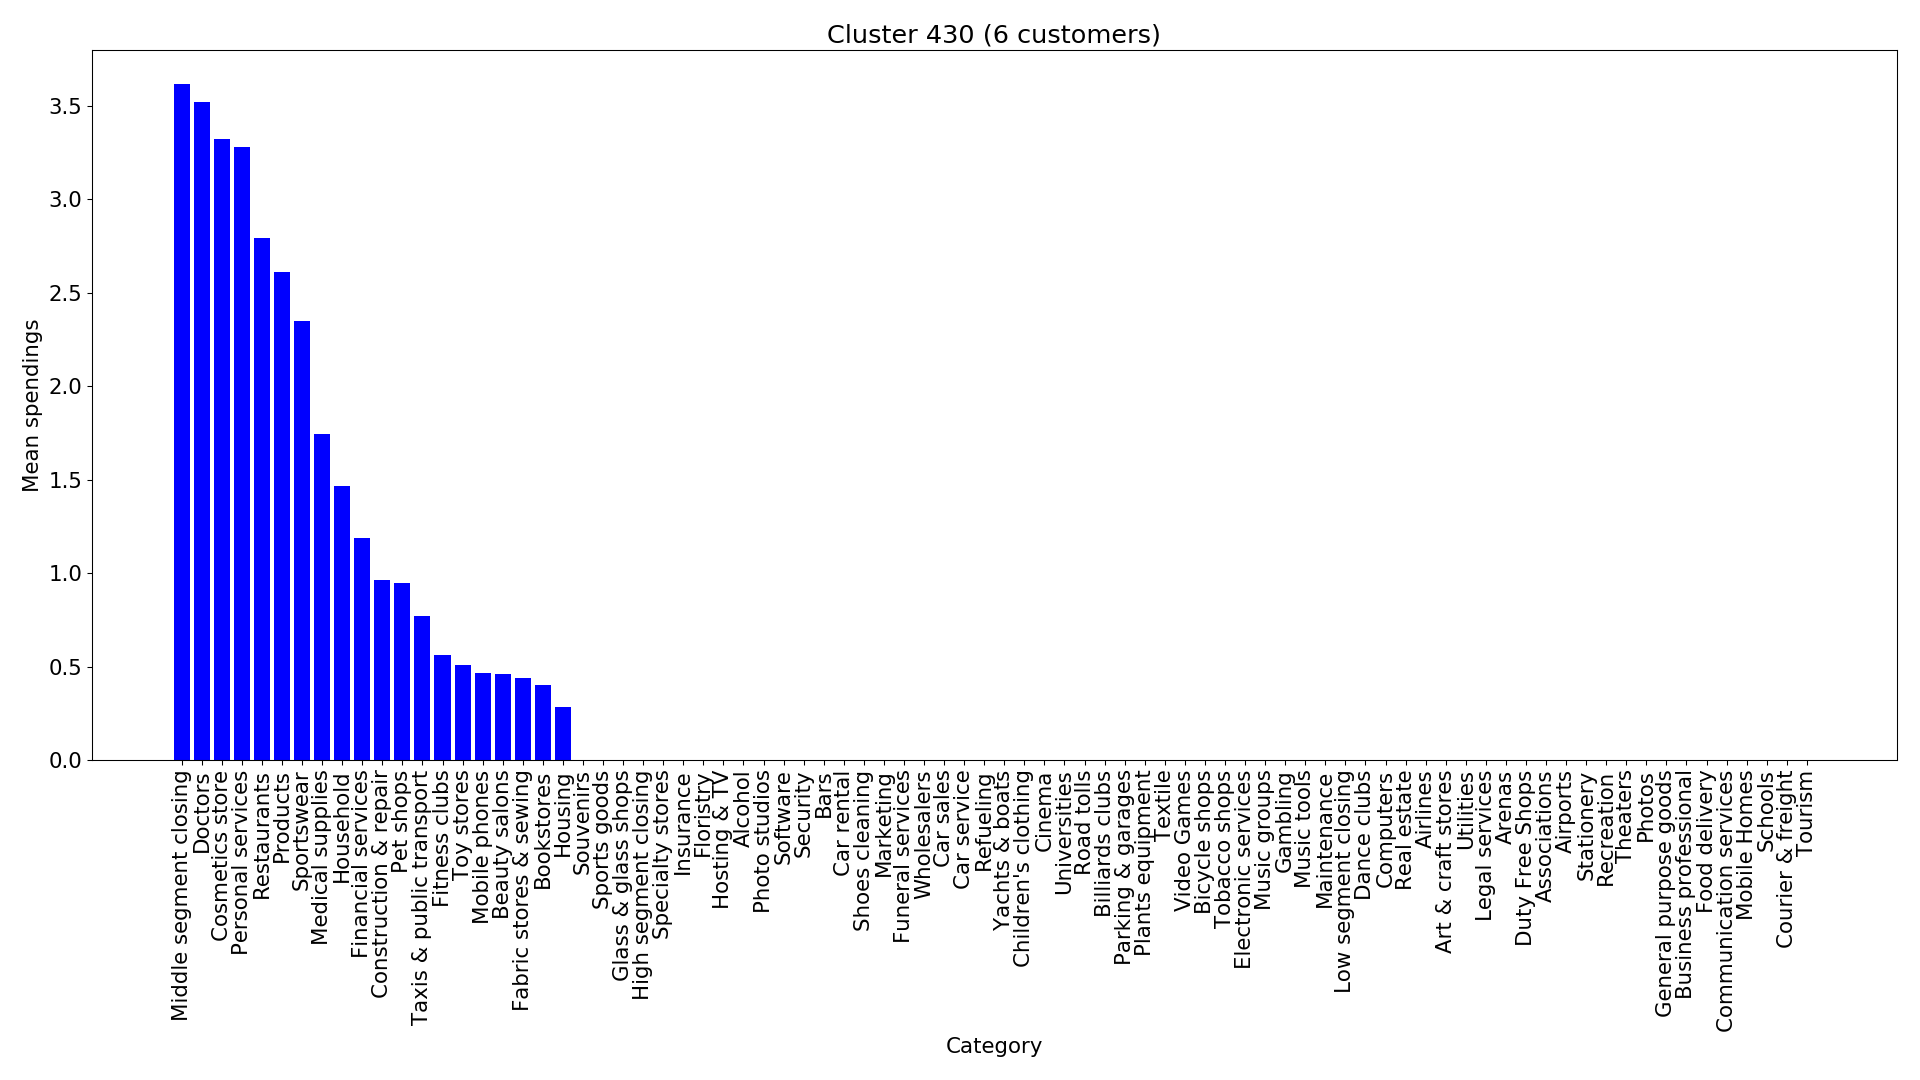 Cluster 430 (6 customers)
Mean spendings
3.5
3.0
2.5
2.0
1.5
1.0
0.5
0.0
Middle segment closing
Doctors
Cosmetics store
Personal services
Restaurants
Products
Sportswear
Medical supplies
Household
Financial services
Construction & repair
Pet shops
Taxis & public transport
Fitness clubs
Toy stores
Mobile phones
Beauty salons
Fabric stores & sewing
Bookstores
Housing
Souvenirs
Sports goods
Glass & glass shops
High segment closing
Specialty stores
Insurance
Floristry
Hosting & TV
Alcohol
Photo studios
Software
Security
Bars
Car rental
Shoes cleaning
Marketing
Funeral services
Wholesalers
Car sales
Car service
Refueling
Yachts & boats
Children's clothing
Cinema
Universities
Road tolls
Billiards clubs
Parking & garages
Plants equipment
Textile
Video Games
Bicycle shops
Tobacco shops
Electronic services
Music groups
Gambling
Music tools
Maintenance
Low segment closing
Dance clubs
Computers
Real estate
Airlines
Art & craft stores
Utilities
Legal services
Arenas
Duty Free Shops
Associations
Airports
Stationery
Recreation
Theaters
Photos
General purpose goods
Business professional
Food delivery
Communication services
Mobile Homes
Schools
Courier & freight
Tourism
Category